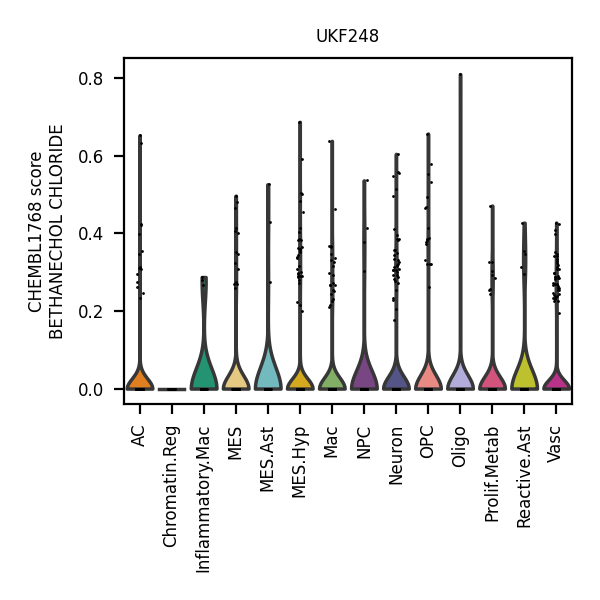 UKF248
CHEMBL1768 score
BETHANECHOL CHLORIDE
0.8
0.6
0.4
0.2
0.0
AC
Chromatin.Reg
Inflammatory.Mac
MES
MES.Ast
MES.Hyp
Mac
NPC
Neuron
OPC
Oligo
Prolif.Metab
Reactive.Ast
Vasc